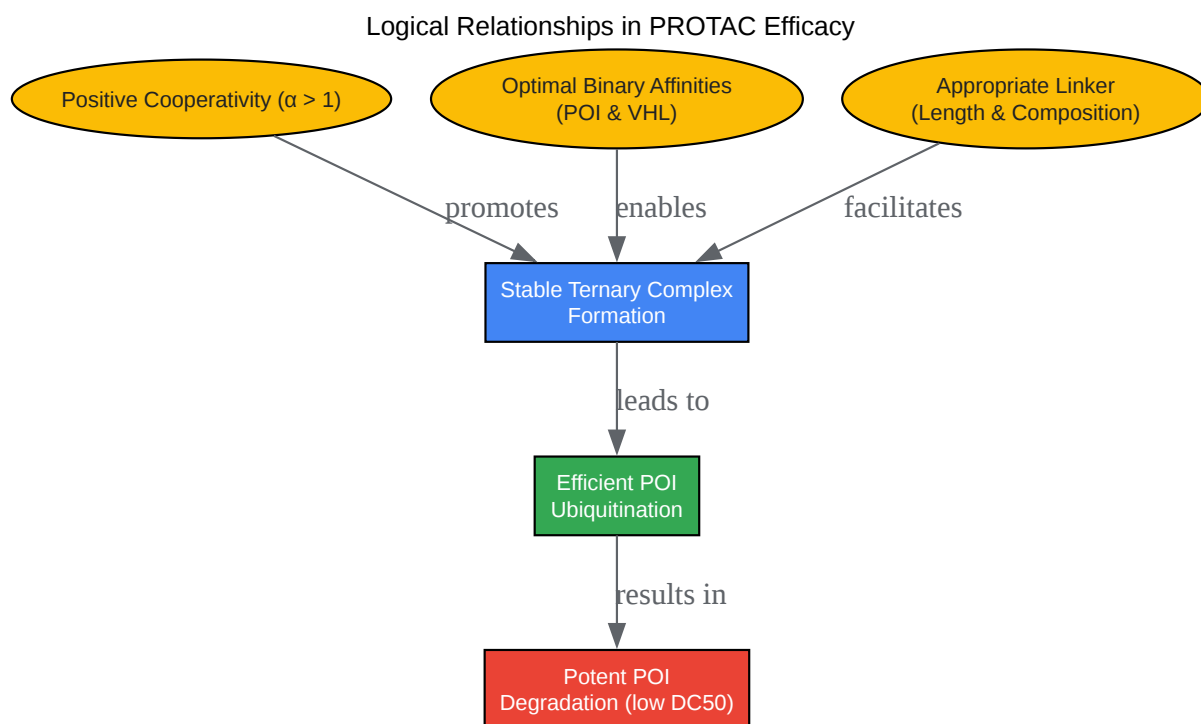 Logical Relationships in PROTAC Efficacy
Positive Cooperativity (α > 1)
Optimal Binary Affinities
(POI & VHL)
Appropriate Linker
(Length & Composition)
promotes
enables
facilitates
Stable Ternary Complex
Formation
leads to
Efficient POI
Ubiquitination
results in
Potent POI
Degradation (low DC50)